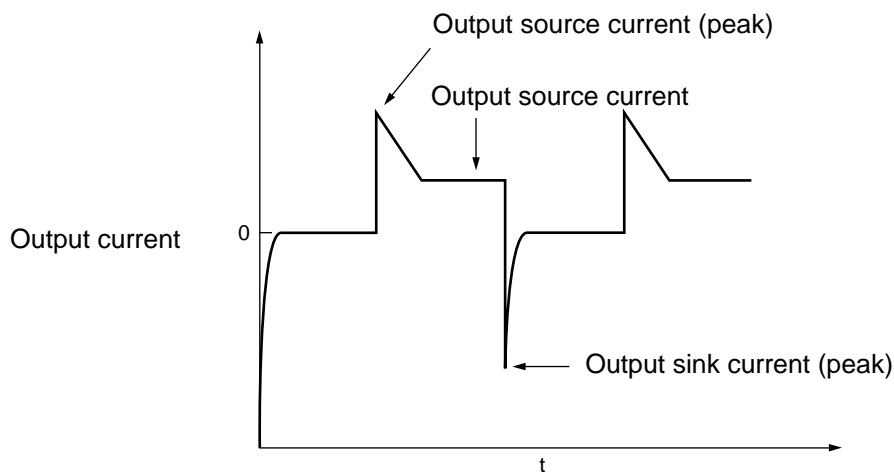 Output source current (peak)
Output source current
Output current
0
Output sink current (peak)
t